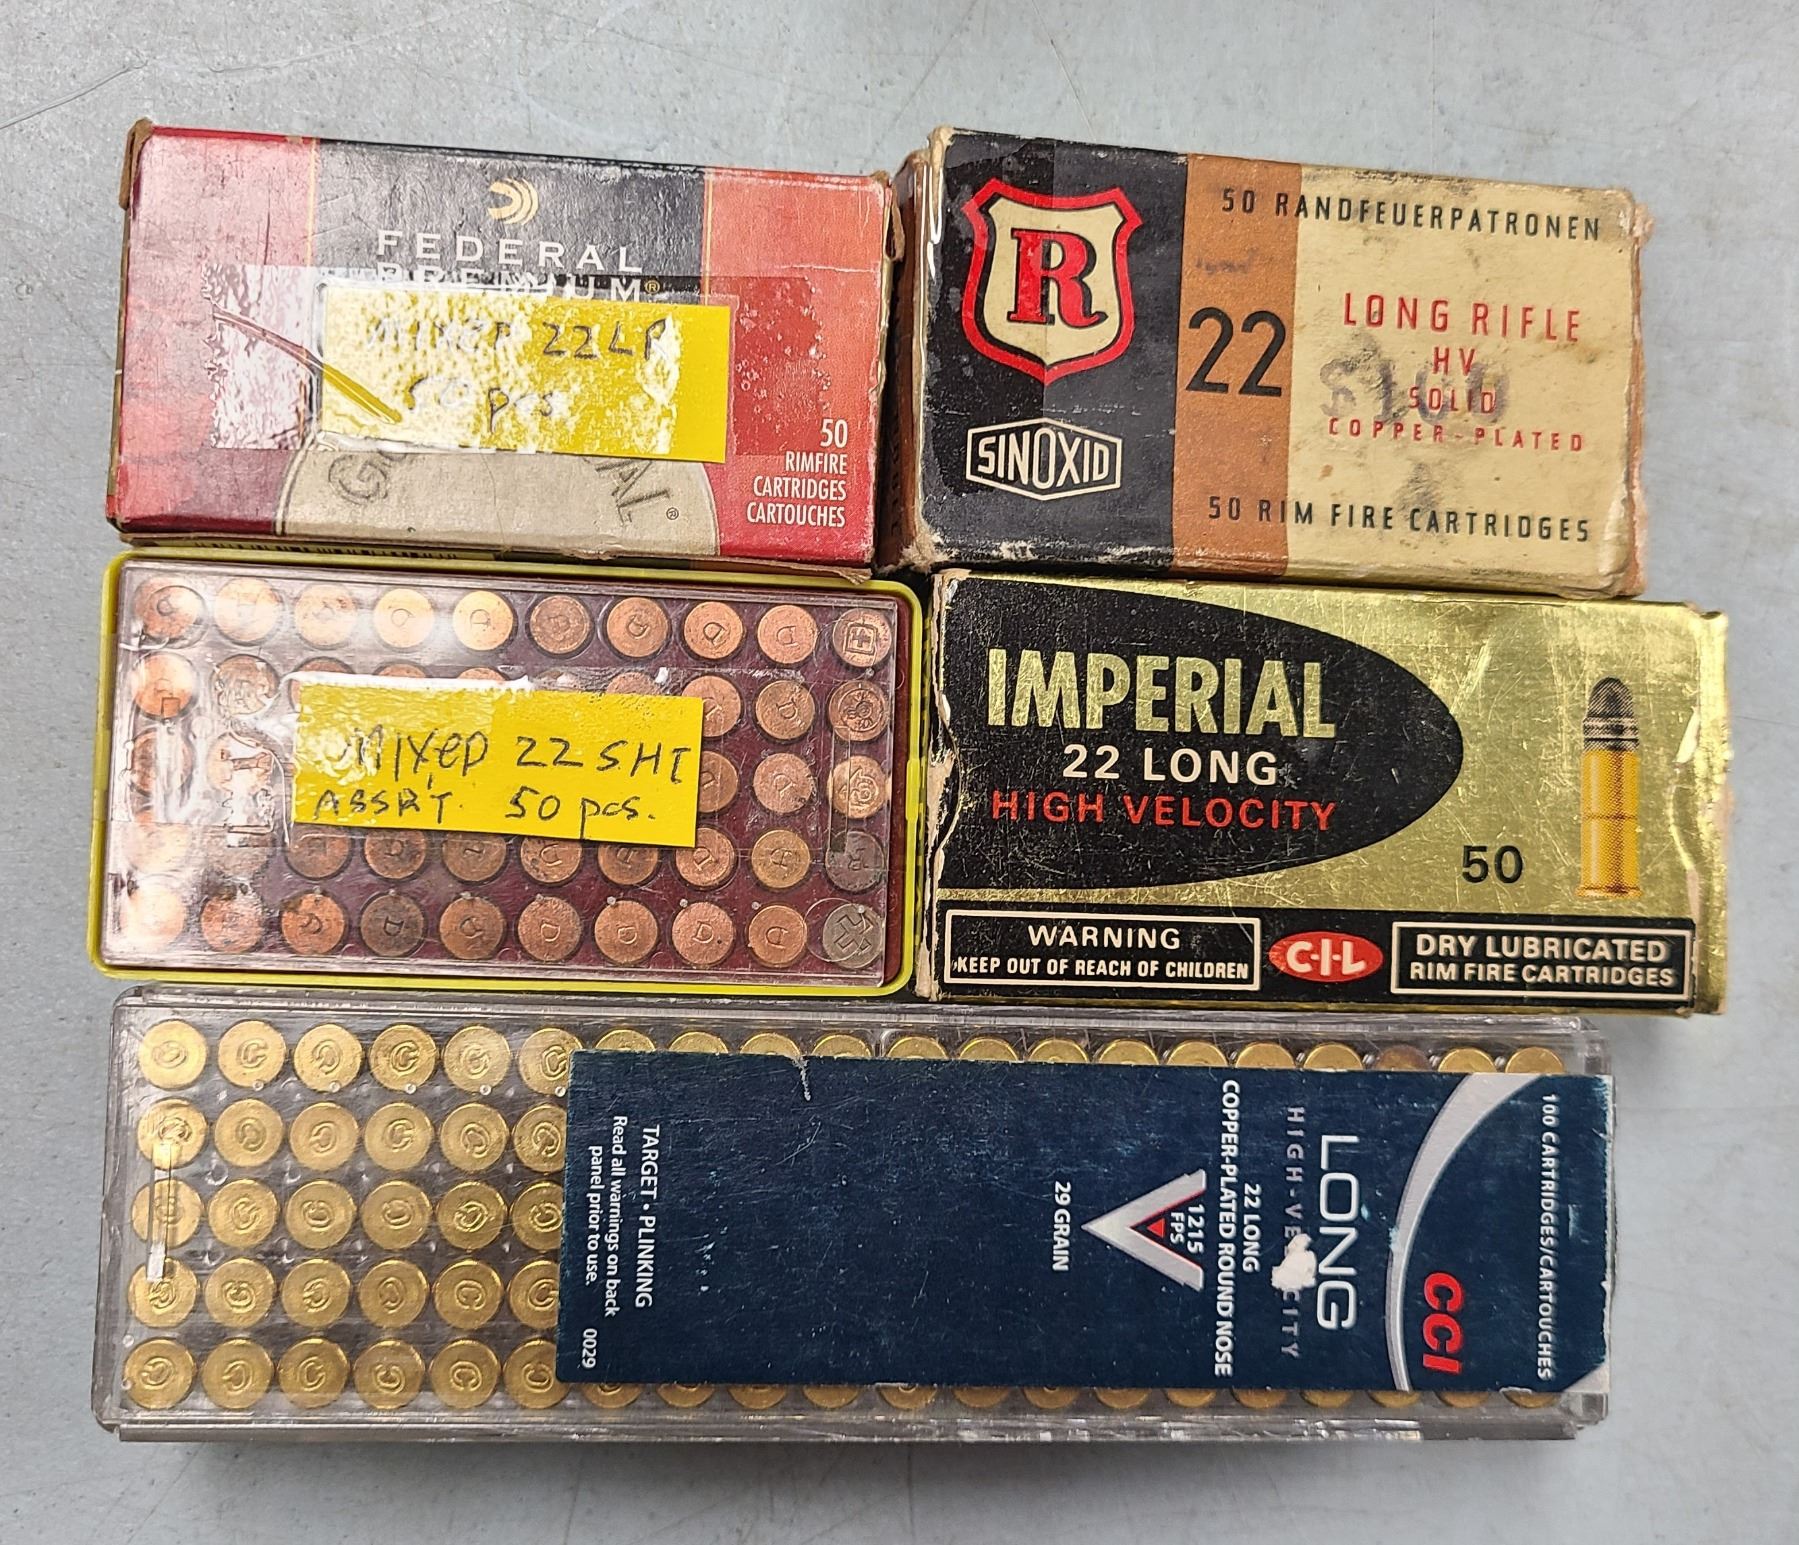 FEDERAL
PREMIUM®
MIXED 22LR
50 pcs
50
RIMFIRE
CARTRIDGES
CARTOUCHES
R
SINOXID
22
50 RANDFEUERPATRONEN
LONG RIFLE
HV
SOLID
COPPER-PLATED
50 RIM FIRE CARTRIDGES
MIXED 22 SHT
ASSR'T. 50 pcs.
IMPERIAL
22 LONG
HIGH VELOCITY
50
WARNING
KEEP OUT OF REACH OF CHILDREN
C-I-L
DRY LUBRICATED
RIM FIRE CARTRIDGES
100 CARTRIDGES/CARTOUCHES
CCI
LONG
HIGH-VELOCITY
22 LONG
COPPER-PLATED ROUND NOSE
1215
FPS
29 GRAIN
TARGET • PLINKING
Read all warnings on back
panel prior to use.
0029